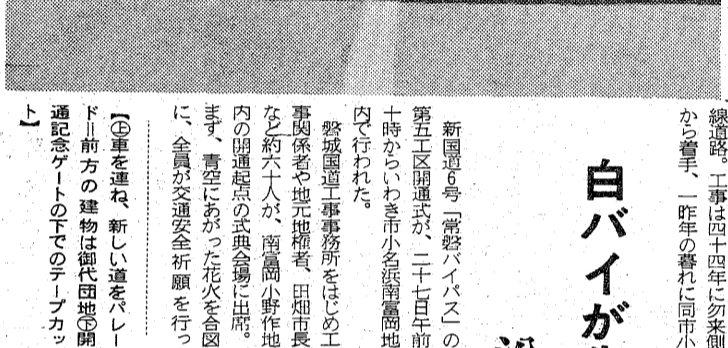 線道路。工事は四十四年に勿来側
から着手、一昨年の暮れに同市小
白バイが
新国道6号「常磐バイパス」の
第五工区開通式が、二十七日午前
十時からいわき市小名浜南富岡地
内で行われた。
磐城国道工事事務所をはじめ工
事関係者や地元地権者、田畑市長
など約六十人が、南富岡小野作地
内の開通起点の式典会場に出席。
まず、青空にあがった花火を合図
に、全員が交通安全祈願を行っ
【㊤車を連ね、新しい道をパレー
ド＝前方の建物は御代団地㊦開
通記念ゲートの下でのテープカッ
ト】